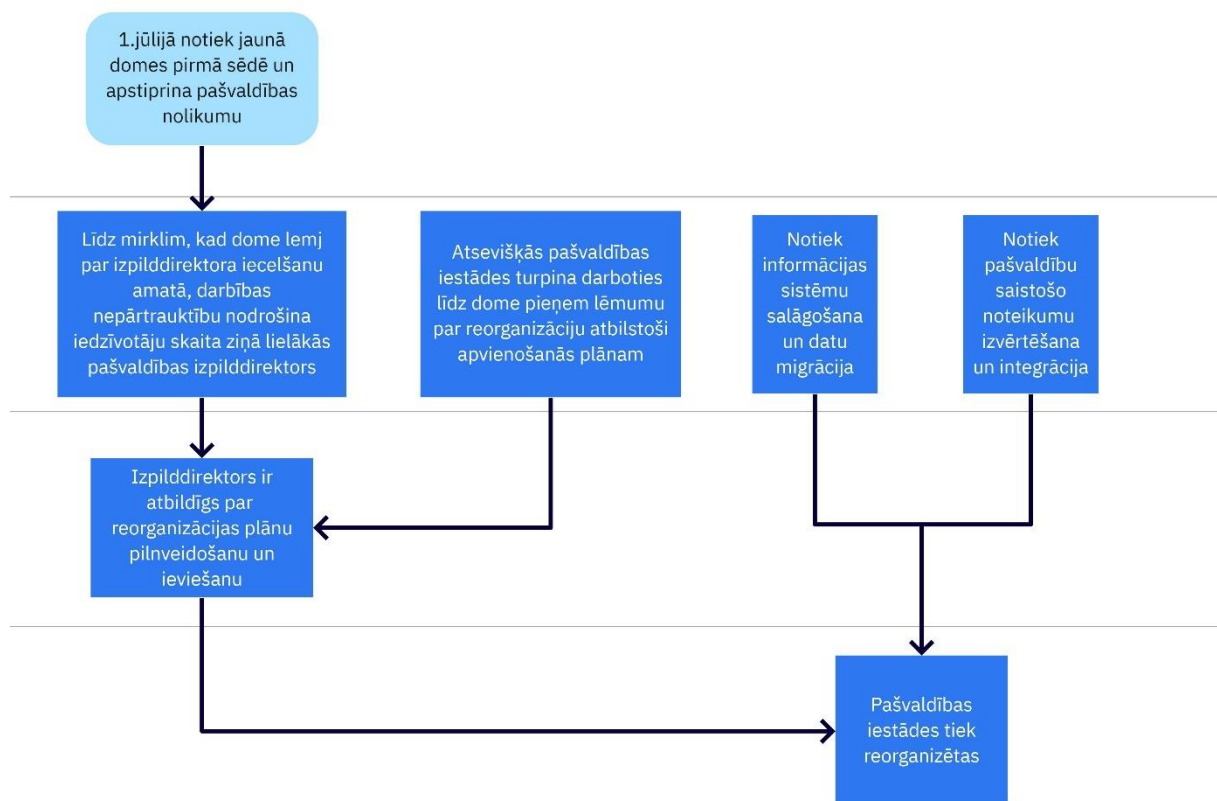 1.jūlijā notiek jaunā
domes pirmā sēdē un
apstiprina pašvaldības
nolikumu
Līdz mirklim, kad dome lemj
par izpilddirektora iecelšanu
amatā, darbības
nepārtrauktību nodrošina
iedzīvotāju skaita ziņā lielākās
pašvaldības izpilddirektors
Atsevišķās pašvaldības
iestādes turpina darboties
līdz dome pieņem lēmumu
par reorganizāciju atbilstoši
apvienošanās plānam
Notiek
informācijas
sistēmu
salāgošana
un datu
migrācija
Notiek
pašvaldību
saistošo
noteikumu
izvērtēšana
un integrācija
Izpilddirektors ir
atbildīgs par
reorganizācijas plānu
pilnveidošanu un
ieviešanu
Pašvaldības
iestādes tiek
reorganizētas